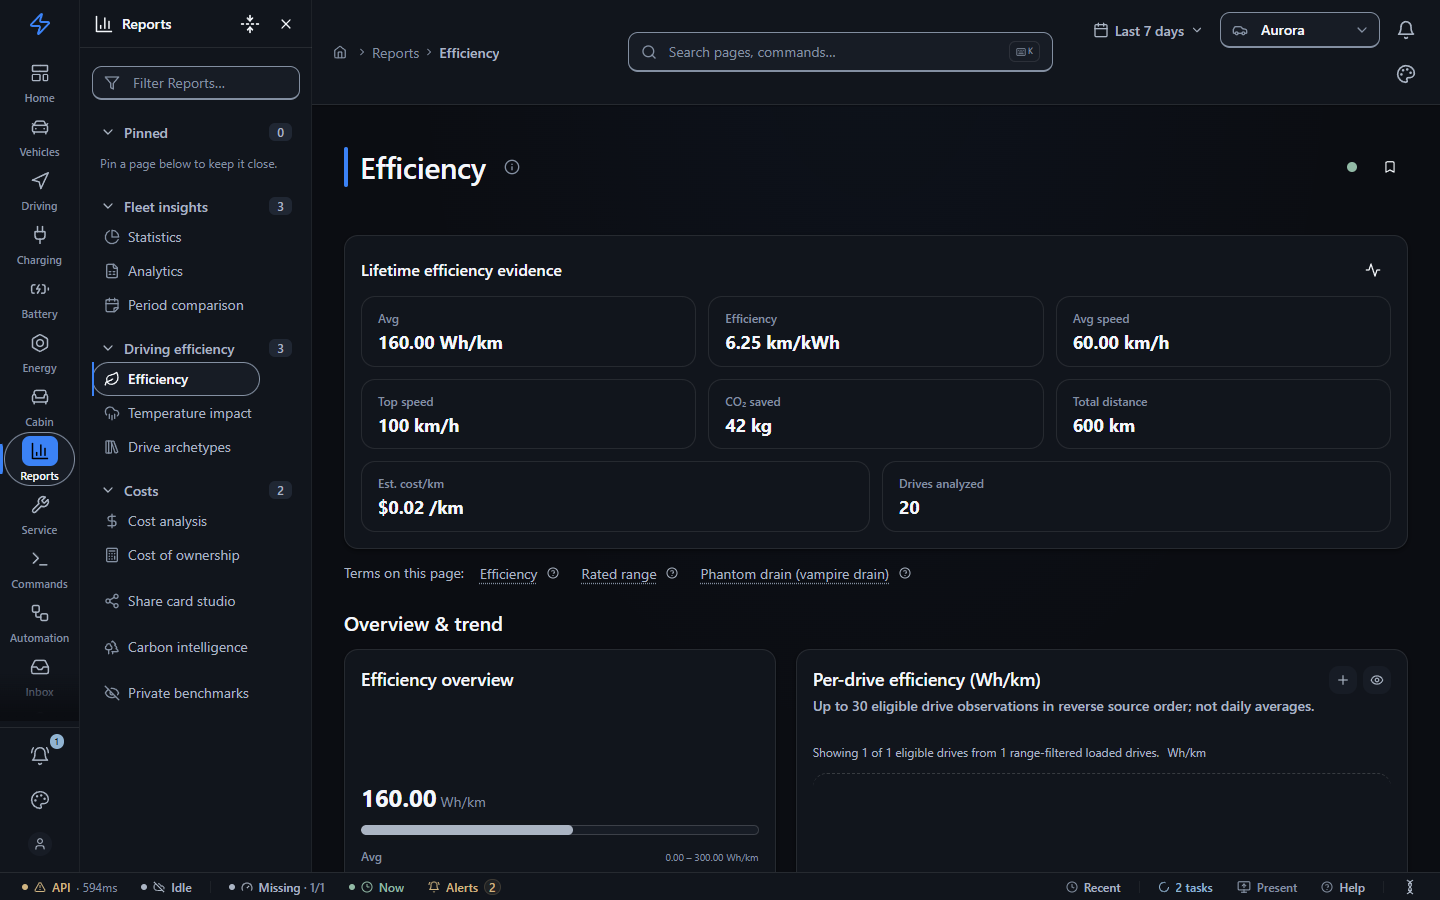 Reports
Home
Vehicles
Driving
Charging
Battery
Energy
Cabin
Reports
Service
Commands
Automation
Inbox
1
Filter Reports...
Pinned 0
Pin a page below to keep it close.
Fleet insights 3
Statistics
Analytics
Period comparison
Driving efficiency 3
Efficiency
Temperature impact
Drive archetypes
Costs 2
Cost analysis
Cost of ownership
Share card studio
Carbon intelligence
Private benchmarks
Reports Efficiency
Search pages, commands... K
Last 7 days
Aurora
Efficiency
Lifetime efficiency evidence
Avg
160.00 Wh/km
Efficiency
6.25 km/kWh
Avg speed
60.00 km/h
Top speed
100 km/h
CO₂ saved
42 kg
Total distance
600 km
Est. cost/km
$0.02 /km
Drives analyzed
20
Terms on this page: Efficiency Rated range Phantom drain (vampire drain)
Overview & trend
Efficiency overview
160.00 Wh/km
Avg 0.00 – 300.00 Wh/km
Per-drive efficiency (Wh/km)
Up to 30 eligible drive observations in reverse source order; not daily averages.
Showing 1 of 1 eligible drives from 1 range-filtered loaded drives. Wh/km
API · 594ms Idle Missing · 1/1 Now Alerts 2 Recent 2 tasks Present Help